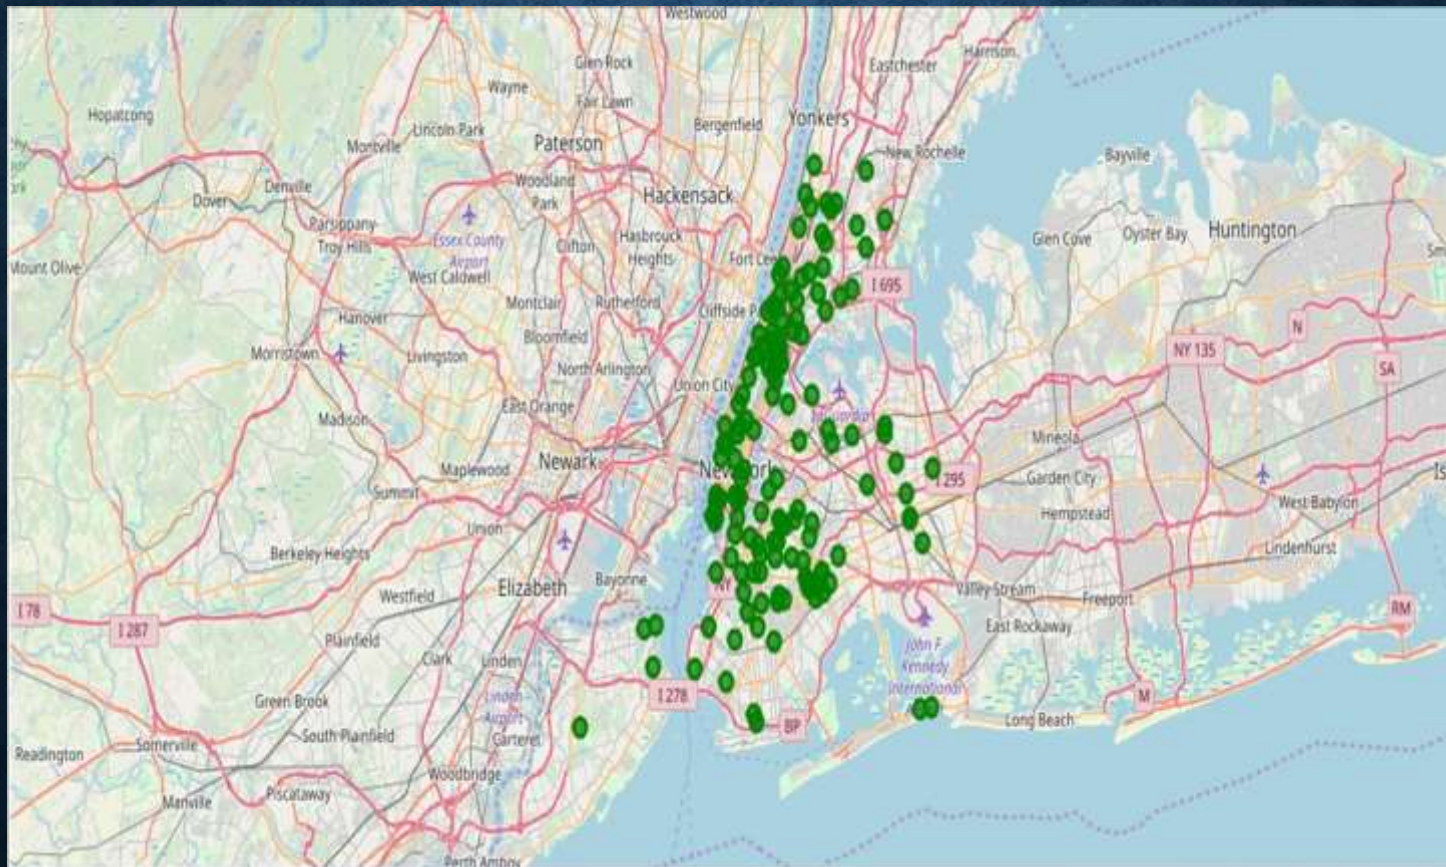 Westwood
Harrison
Eastchester
Glen Rock
Wayne
Fair Lawn
Hopatcong
Yonkers
Bergenfield
Lincoln Park
Paterson
Montville
New Rochelle
Bayville
Woodland
Park
Denville
Dover
Hackensack
Parsippany-
Troy Hills
Essex County
Airport
Clifton
Hasbrouck
Heights
Glen Cove
Oyster Bay
Huntington
Fort Lee
Mount Olive
West Caldwell
I 695
Montclair
Rutherford
Hanover
Cliffside
Bloomfield
N
Morristown
Livingston
NY 135
North Arlington
SA
Union City
East Orange
Madison
Mineola
Newark
New York
Maplewood
I 295
Garden City
Summit
West Babylon
Hempstead
Union
Berkeley Heights
Lindenhurst
Elizabeth
Bayonne
NY
Valley Stream
Freeport
Westfield
I 78
RM
I 287
East Rockaway
Plainfield
John F
Kennedy
International
Clark
Linden
I 278
M
Green Brook
Linden
Airport
Long Beach
BP
South Plainfield
Carteret
Somerville
Readington
Woodbridge
Piscataway
Manville
Perth Amboy